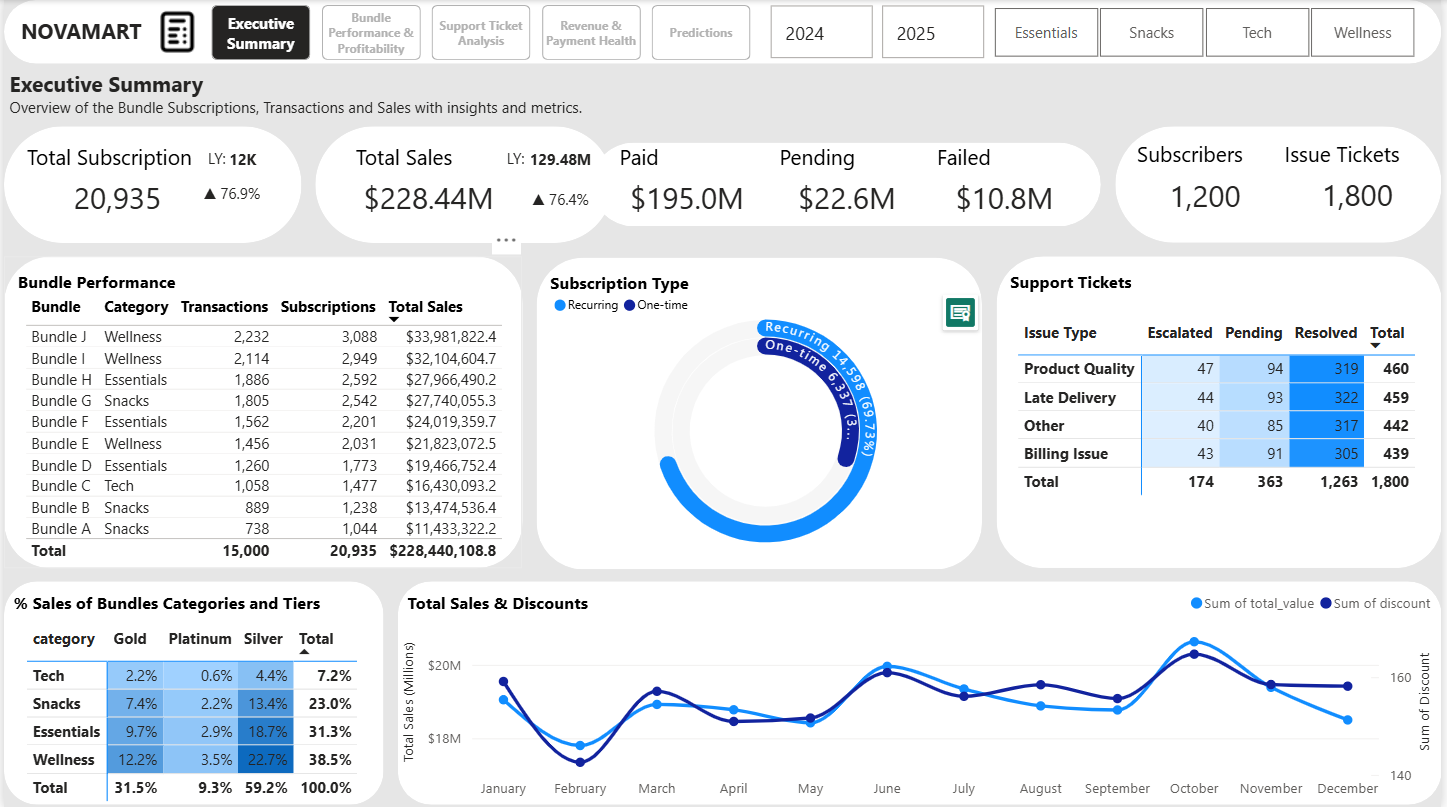 NOVAMART
Executive Summary
Bundle Performance & Profitability
Support Ticket Analysis
Revenue & Payment Health
Predictions
2024
2025
Essentials
Snacks
Tech
Wellness
Executive Summary
Overview of the Bundle Subscriptions, Transactions and Sales with insights and metrics.
Total Subscription LY: 12K
20,935 ▲ 76.9%
Total Sales LY: 129.48M
$228.44M ▲ 76.4%
Paid
$195.0M
Pending
$22.6M
Failed
$10.8M
Subscribers
1,200
Issue Tickets
1,800
Bundle Performance
Bundle Category Transactions Subscriptions Total Sales
Bundle J Wellness 2,232 3,088 $33,981,822.4
Bundle I Wellness 2,114 2,949 $32,104,604.7
Bundle H Essentials 1,886 2,592 $27,966,490.2
Bundle G Snacks 1,805 2,542 $27,740,055.3
Bundle F Essentials 1,562 2,201 $24,019,359.7
Bundle E Wellness 1,456 2,031 $21,823,072.5
Bundle D Essentials 1,260 1,773 $19,466,752.4
Bundle C Tech 1,058 1,477 $16,430,093.2
Bundle B Snacks 889 1,238 $13,474,536.4
Bundle A Snacks 738 1,044 $11,433,322.2
Total 15,000 20,935 $228,440,108.8
Subscription Type
Recurring One-time
Recurring 14,598 (69.73%)
One-time 6,337 (3...
Support Tickets
Issue Type Escalated Pending Resolved Total
Product Quality 47 94 319 460
Late Delivery 44 93 322 459
Other 40 85 317 442
Billing Issue 43 91 305 439
Total 174 363 1,263 1,800
% Sales of Bundles Categories and Tiers
category Gold Platinum Silver Total
Tech 2.2% 0.6% 4.4% 7.2%
Snacks 7.4% 2.2% 13.4% 23.0%
Essentials 9.7% 2.9% 18.7% 31.3%
Wellness 12.2% 3.5% 22.7% 38.5%
Total 31.5% 9.3% 59.2% 100.0%
Total Sales & Discounts
Sum of total_value Sum of discount
Total Sales (Millions)
$20M
$18M
Sum of Discount
160
140
January February March April May June July August September October November December